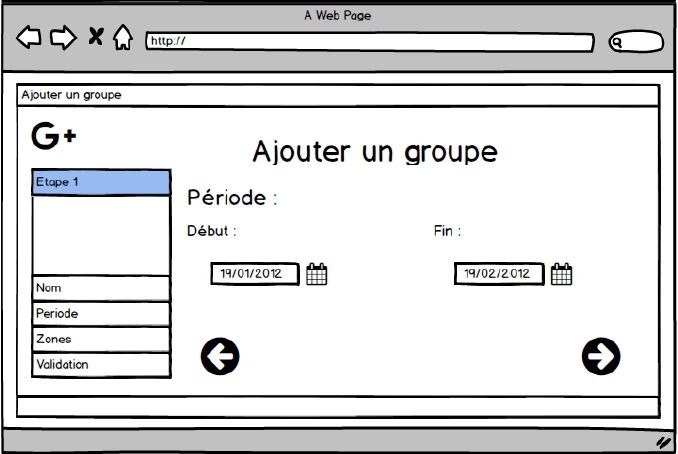 A Web Page
http://
Ajouter un groupe
G+
Ajouter un groupe
Etape 1
Nom
Periode
Zones
Validation
Période :
Début :
Fin :
19/01/2012
19/02/2012